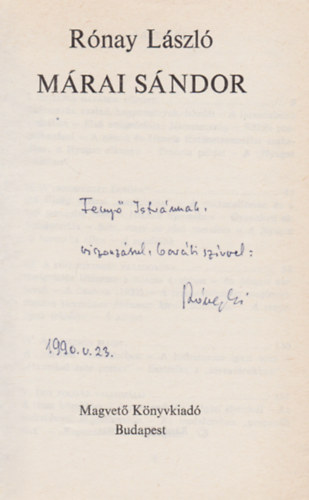 Rónay László
MÁRAI SÁNDOR
Fenyő Istvánnak,
viszonzásul, baráti szívvel:
1990. V. 23.
Magvető Könyvkiadó
Budapest